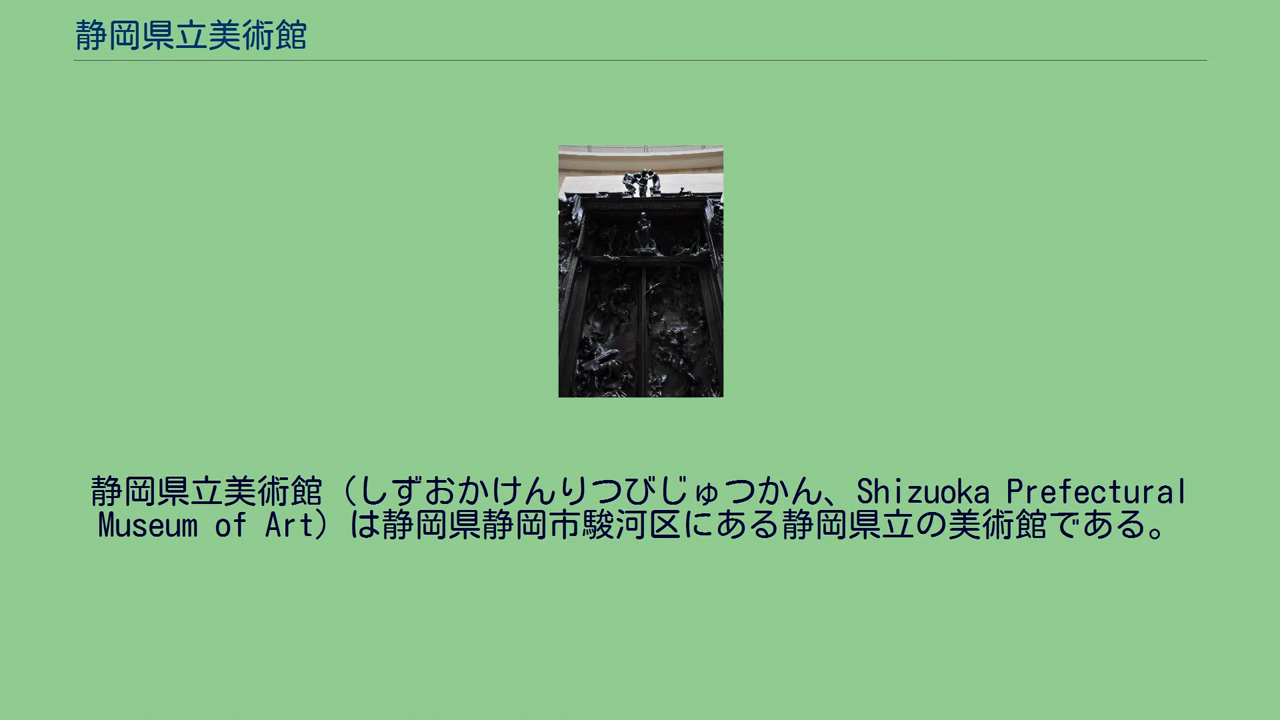 静岡県立美術館
静岡県立美術館（しずおかけんりつびじゅつかん、Shizuoka Prefectural
Museum of Art）は静岡県静岡市駿河区にある静岡県立の美術館である。